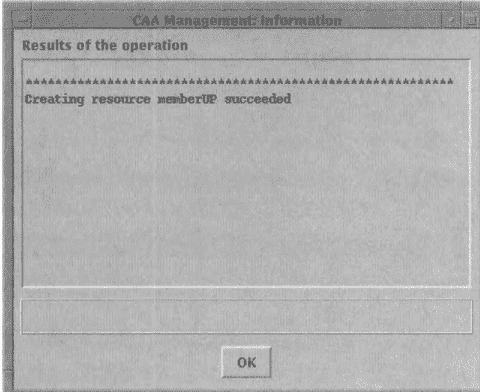 CAA Management: Information
Results of the operation
************************************************************
Creating resource memberUP succeeded
OK